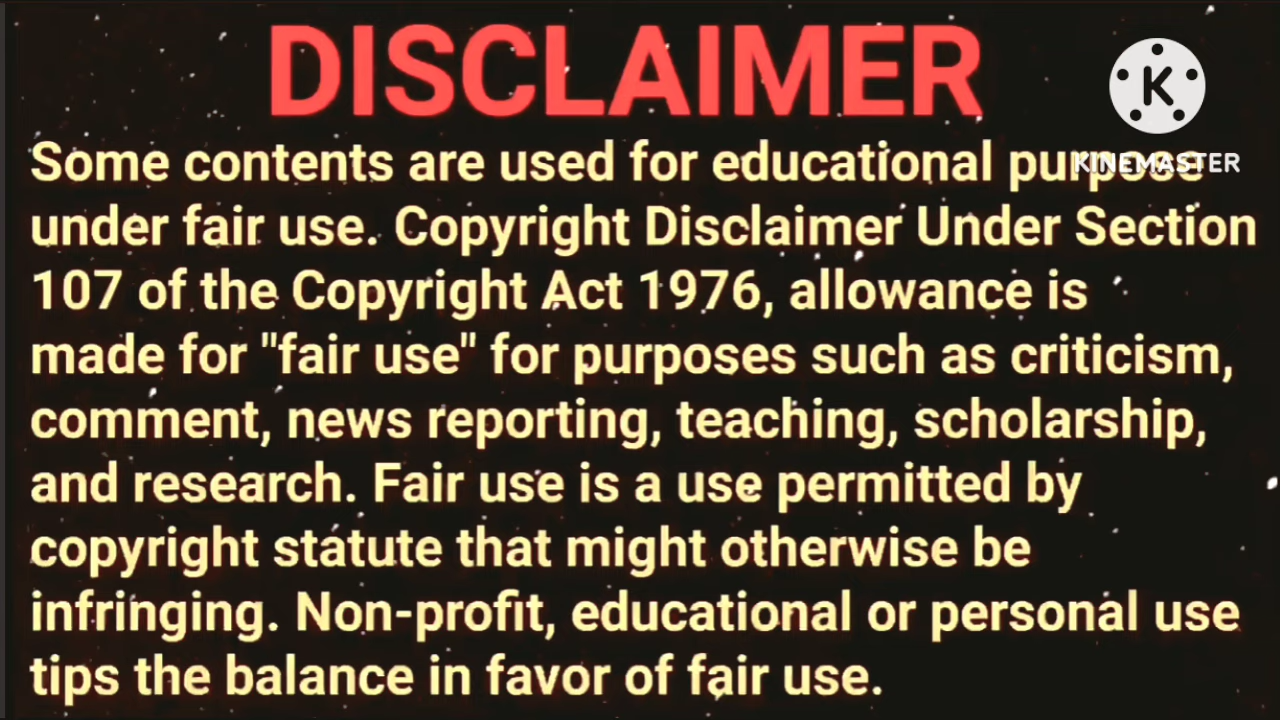 DISCLAIMER
K
KINEMASTER
Some contents are used for educational purpose
under fair use. Copyright Disclaimer Under Section
107 of the Copyright Act 1976, allowance is
made for "fair use" for purposes such as criticism,
comment, news reporting, teaching, scholarship,
and research. Fair use is a use permitted by
copyright statute that might otherwise be
infringing. Non-profit, educational or personal use
tips the balance in favor of fair use.